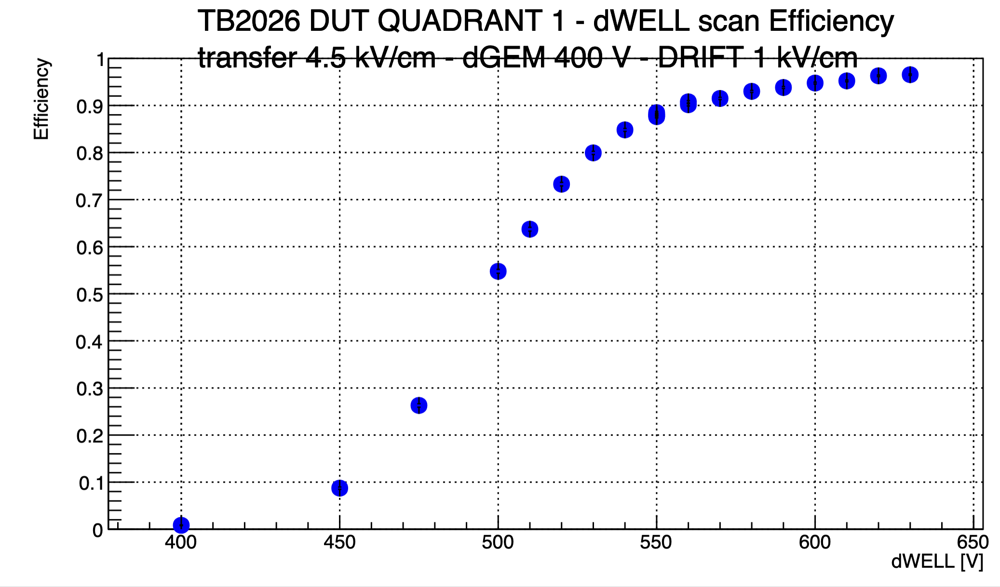 TB2026 DUT QUADRANT 1 - dWELL scan Efficiency
transfer 4.5 kV/cm - dGEM 400 V - DRIFT 1 kV/cm
Efficiency
1
0.9
0.8
0.7
0.6
0.5
0.4
0.3
0.2
0.1
0
400 450 500 550 600 650
dWELL [V]